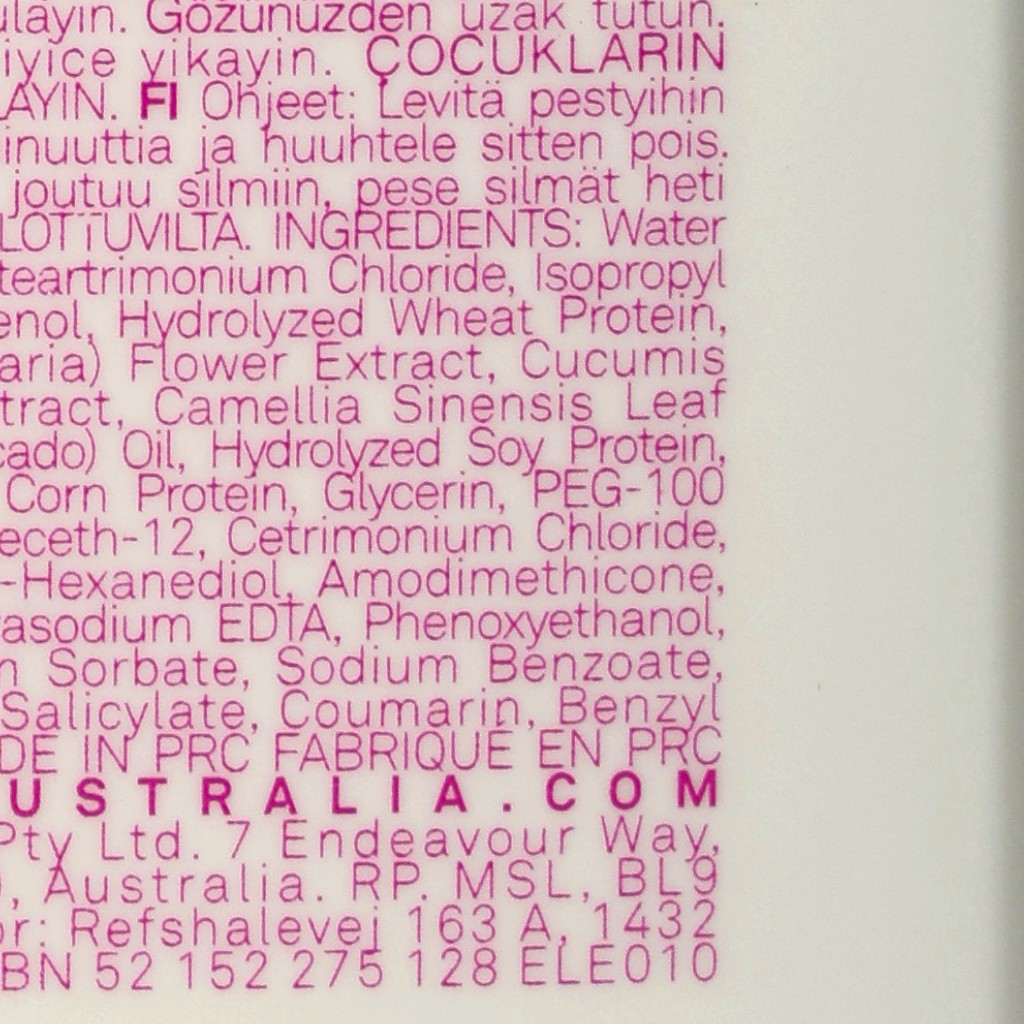 ulayın. Gözünüzden uzak tutun.
iyice yıkayin. ÇOCUKLARIN
LAYIN. FI Ohjeet: Levitä pestyihin
inuuttia ja huuhtele sitten pois.
joutuu silmiin, pese silmät heti
LOTTUVILTA. INGREDIENTS: Water
teartrimonium Chloride, Isopropyl
enol, Hydrolyzed Wheat Protein,
aria) Flower Extract, Cucumis
tract, Camellia Sinensis Leaf
cado) Oil, Hydrolyzed Soy Protein,
Corn Protein, Glycerin, PEG-100
eceth-12, Cetrimonium Chloride,
-Hexanediol, Amodimethicone,
asodium EDTA, Phenoxyethanol,
n Sorbate, Sodium Benzoate,
Salicylate, Coumarin, Benzyl
DE IN PRC FABRIQUE EN PRC
USTRALIA.COM
Pty Ltd. 7 Endeavour Way,
, Australia. RP. MSL, BL9
or: Refshalevej 163 A, 1432
BN 52 152 275 128 ELE010